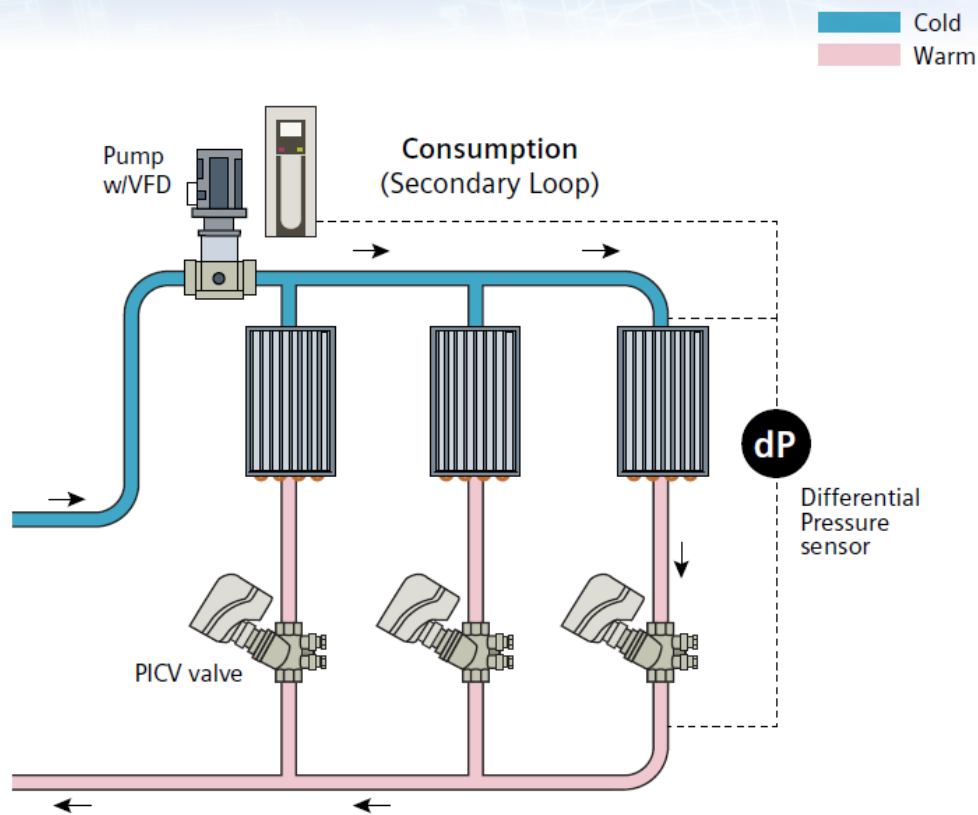 Cold
Warm
Pump
w/VFD
Consumption
(Secondary Loop)
dP
Differential
Pressure
sensor
PICV valve